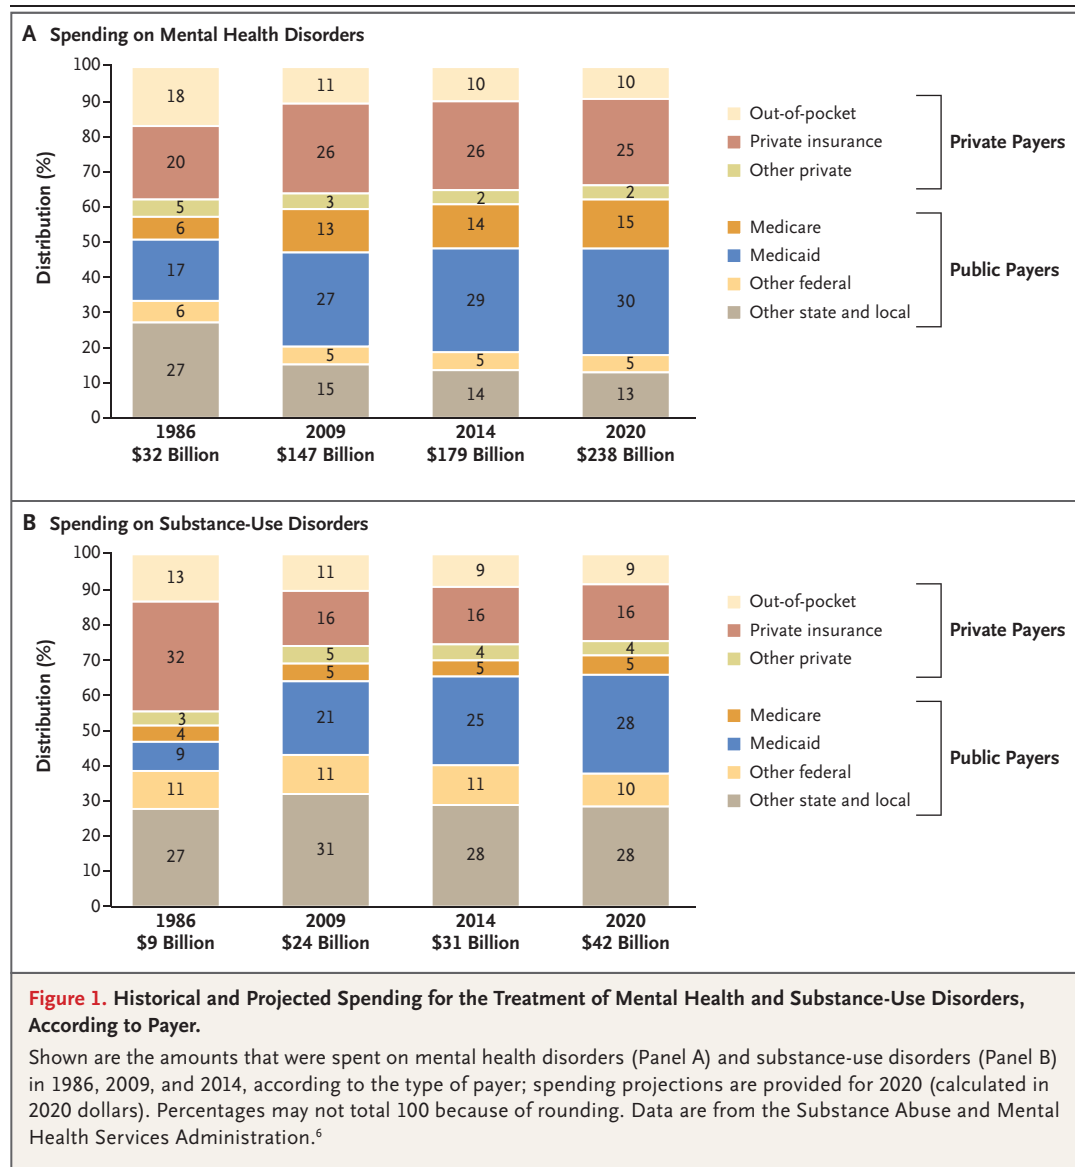 A Spending on Mental Health Disorders
Distribution (%)
100
90
80
70
60
50
40
30
20
10
0
18
20
5
6
17
6
27
11
26
3
13
27
5
15
10
26
2
14
29
5
14
10
25
2
15
30
5
13
1986
$32 Billion
2009
$147 Billion
2014
$179 Billion
2020
$238 Billion
Out-of-pocket
Private insurance
Other private
Private Payers
Medicare
Medicaid
Other federal
Other state and local
Public Payers
B Spending on Substance-Use Disorders
Distribution (%)
100
90
80
70
60
50
40
30
20
10
0
13
32
3
4
9
11
27
11
16
5
5
21
11
31
9
16
4
5
25
11
28
9
16
4
5
28
10
28
1986
$9 Billion
2009
$24 Billion
2014
$31 Billion
2020
$42 Billion
Out-of-pocket
Private insurance
Other private
Private Payers
Medicare
Medicaid
Other federal
Other state and local
Public Payers
Figure 1. Historical and Projected Spending for the Treatment of Mental Health and Substance-Use Disorders,
According to Payer.
Shown are the amounts that were spent on mental health disorders (Panel A) and substance-use disorders (Panel B)
in 1986, 2009, and 2014, according to the type of payer; spending projections are provided for 2020 (calculated in
2020 dollars). Percentages may not total 100 because of rounding. Data are from the Substance Abuse and Mental
Health Services Administration.⁶